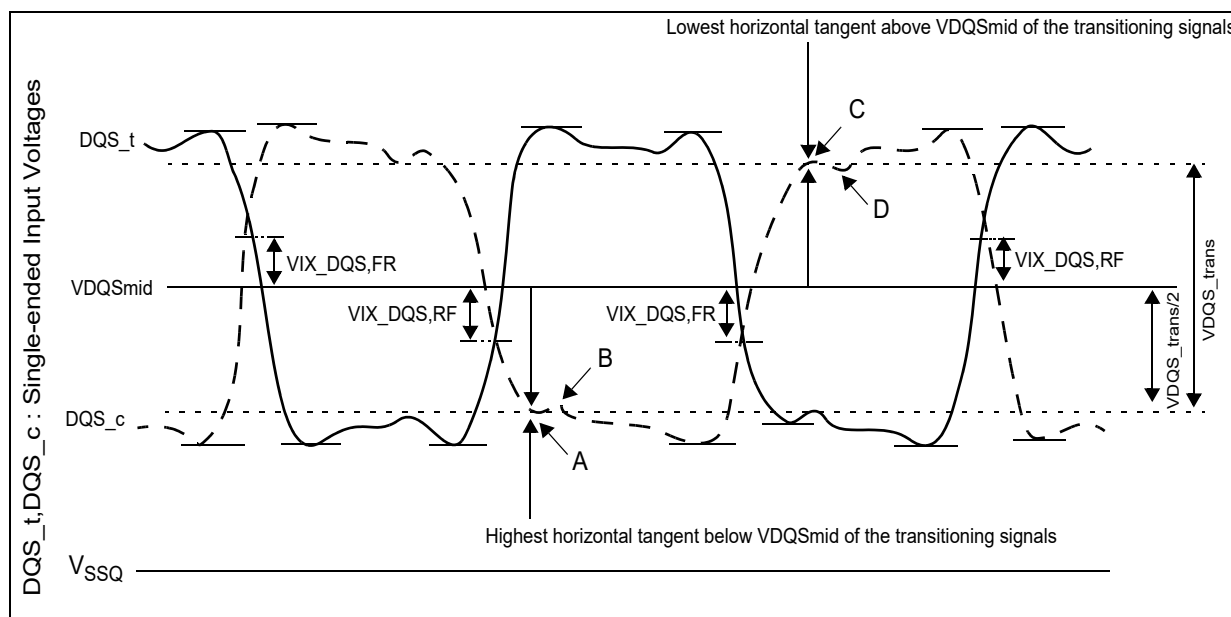 Lowest horizontal tangent above VDQSmid of the transitioning signals
DQS_t,DQS_c : Single-ended Input Voltages
DQS_t
C
D
VIX_DQS,FR
VIX_DQS,RF
VDQS_trans
VDQSmid
VIX_DQS,RF
VIX_DQS,FR
VDQS_trans/2
B
DQS_c
A
Highest horizontal tangent below VDQSmid of the transitioning signals
VSSQ